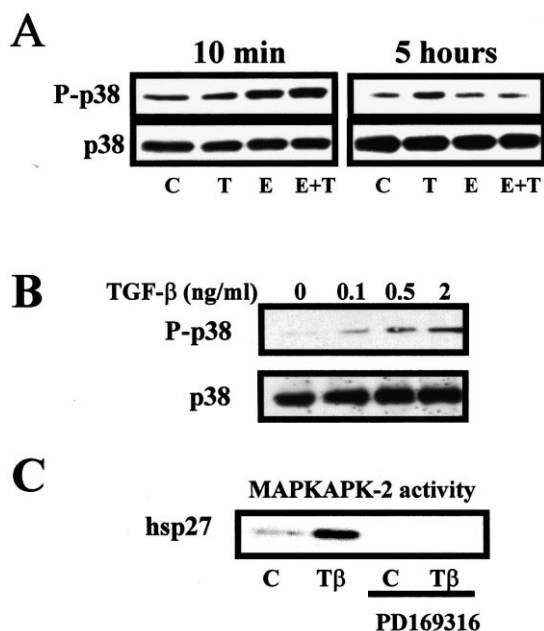 A
10 min 5 hours
P-p38
p38
C T E E+T C T E E+T
B
TGF-β (ng/ml) 0 0.1 0.5 2
P-p38
p38
C
MAPKAPK-2 activity
hsp27
C Tβ C Tβ
PD169316